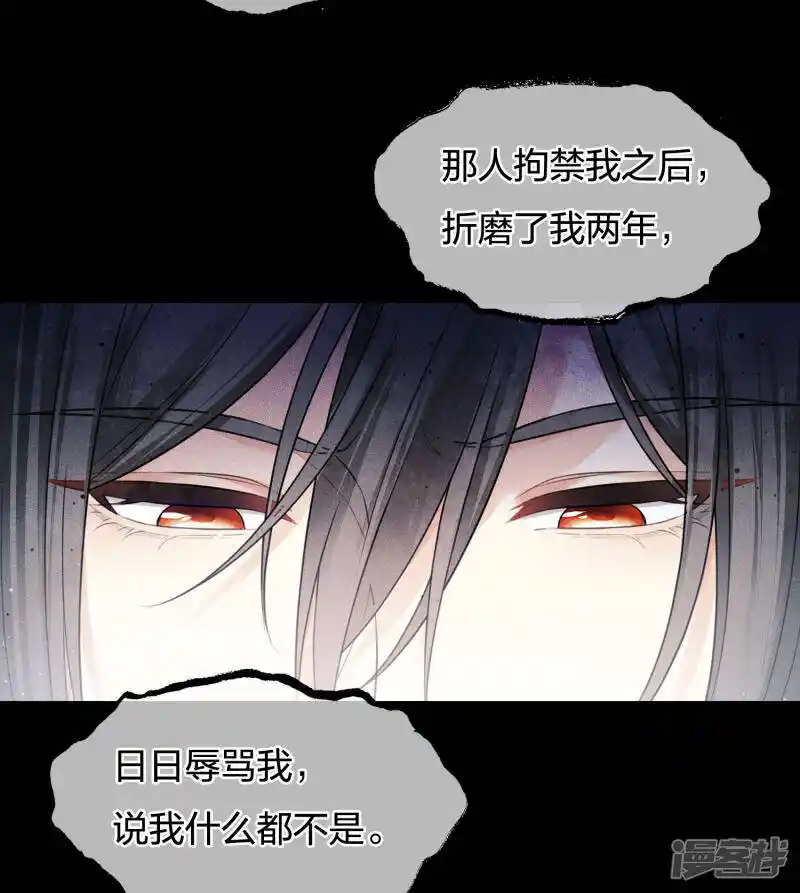 那人拘禁我之后，
折磨了我两年，
日日辱骂我，
说我什么都不是。
漫客栈